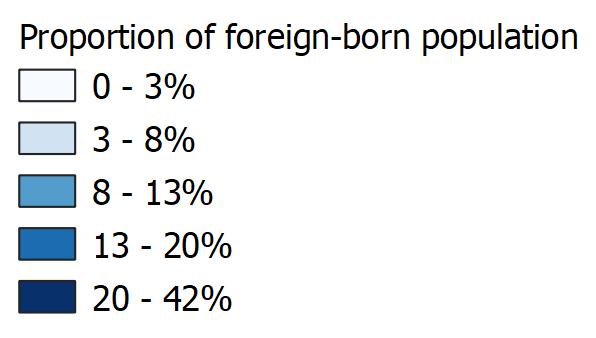 Proportion of foreign-born population
0 - 3%
3 - 8%
8 - 13%
13 - 20%
20 - 42%